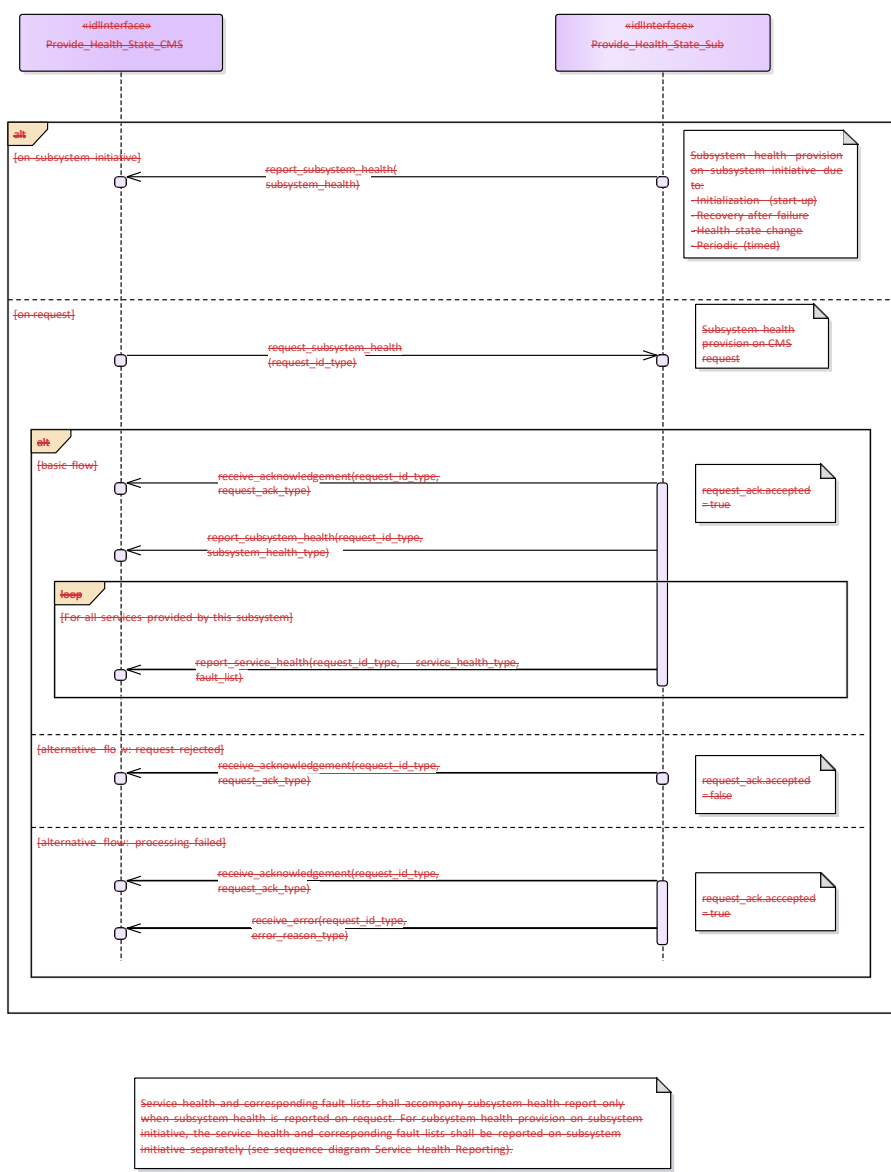 «idlInterface»
Provide_Health_State_CMS
«idlInterface»
Provide_Health_State_Sub
alt
[on subsystem initiative]
report_subsystem_health(
subsystem_health)
Subsystem health provision
on subsystem initiative due
to:
- Initialization (start-up)
- Recovery after failure
- Health state change
- Periodic (timed)
[on request]
request_subsystem_health
(request_id_type)
Subsystem health
provision on CMS
request
alt
[basic flow]
receive_acknowledgement(request_id_type,
request_ack_type)
request_ack.accepted
= true
report_subsystem_health(request_id_type,
subsystem_health_type)
loop
[For all services provided by this subsystem]
report_service_health(request_id_type, service_health_type,
fault_list)
[alternative flo w: request rejected]
receive_acknowledgement(request_id_type,
request_ack_type)
request_ack.accepted
= false
[alternative flow: processing failed]
receive_acknowledgement(request_id_type,
request_ack_type)
request_ack.acccepted
= true
receive_error(request_id_type,
error_reason_type)
Service health and corresponding fault lists shall accompany subsystem health report only
when subsystem health is reported on request. For subsystem health provision on subsystem
initiative, the service health and corresponding fault lists shall be reported on subsystem
initiative separately (see sequence diagram Service Health Reporting).